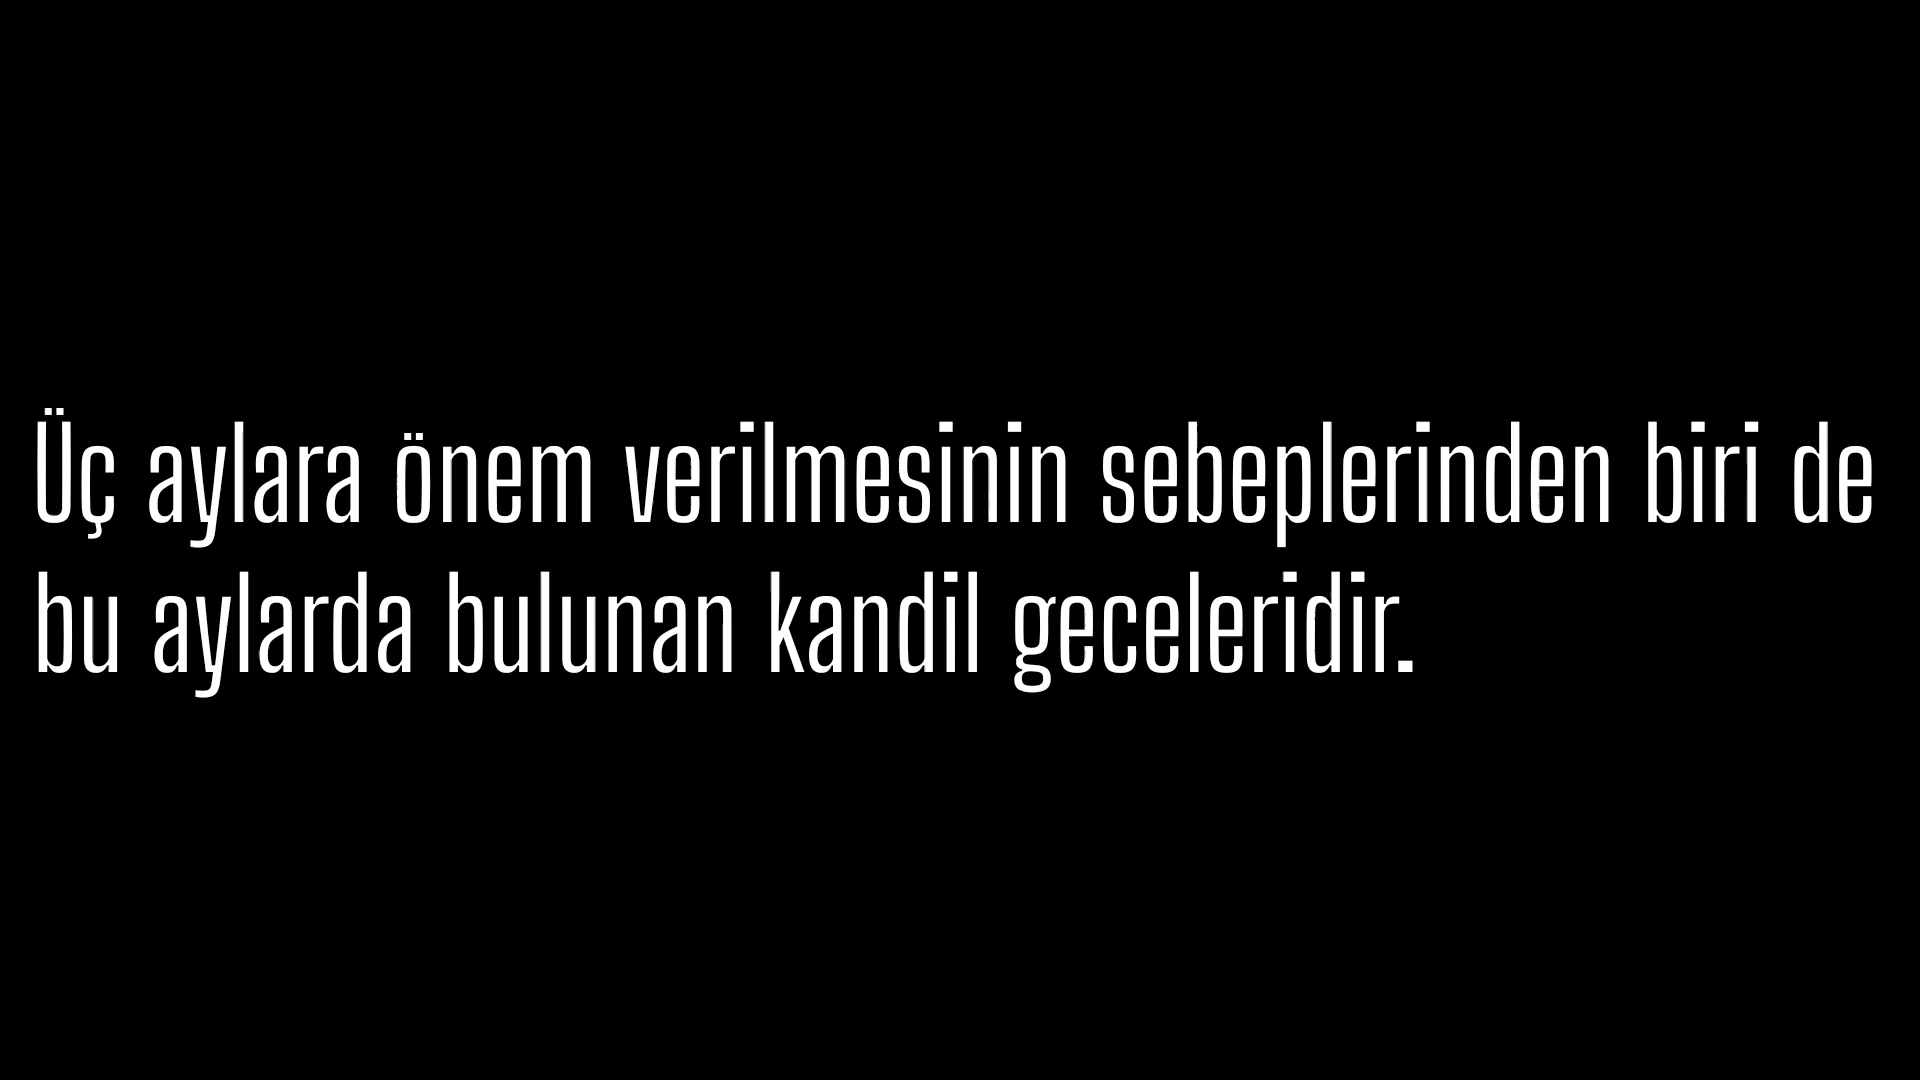 Üç aylara önem verilmesinin sebeplerinden biri de
bu aylarda bulunan kandil geceleridir.